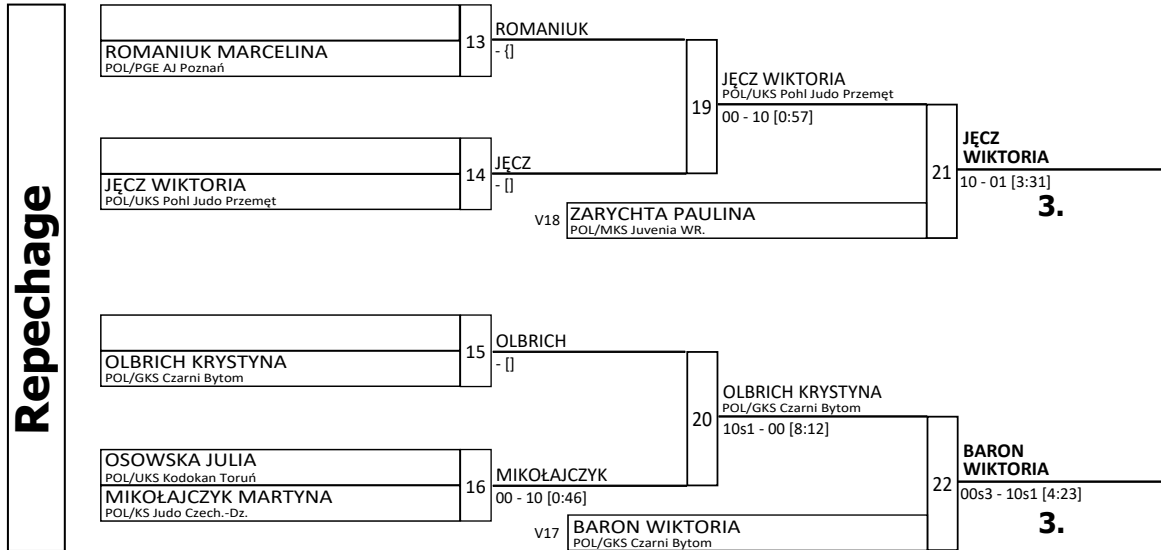 Repechage
ROMANIUK MARCELINA
POL/PGE AJ Poznań
13
ROMANIUK
- {]
JĘCZ WIKTORIA
POL/UKS Pohl Judo Przemęt
14
JĘCZ
- []
19
JĘCZ WIKTORIA
POL/UKS Pohl Judo Przemęt
00 - 10 [0:57]
V18
ZARYCHTA PAULINA
POL/MKS Juvenia WR.
21
JĘCZ
WIKTORIA
10 - 01 [3:31]
3.
OLBRICH KRYSTYNA
POL/GKS Czarni Bytom
15
OLBRICH
- []
OSOWSKA JULIA
POL/UKS Kodokan Toruń
MIKOŁAJCZYK MARTYNA
POL/KS Judo Czech.-Dz.
16
MIKOŁAJCZYK
00 - 10 [0:46]
20
OLBRICH KRYSTYNA
POL/GKS Czarni Bytom
10s1 - 00 [8:12]
V17
BARON WIKTORIA
POL/GKS Czarni Bytom
22
BARON
WIKTORIA
00s3 - 10s1 [4:23]
3.